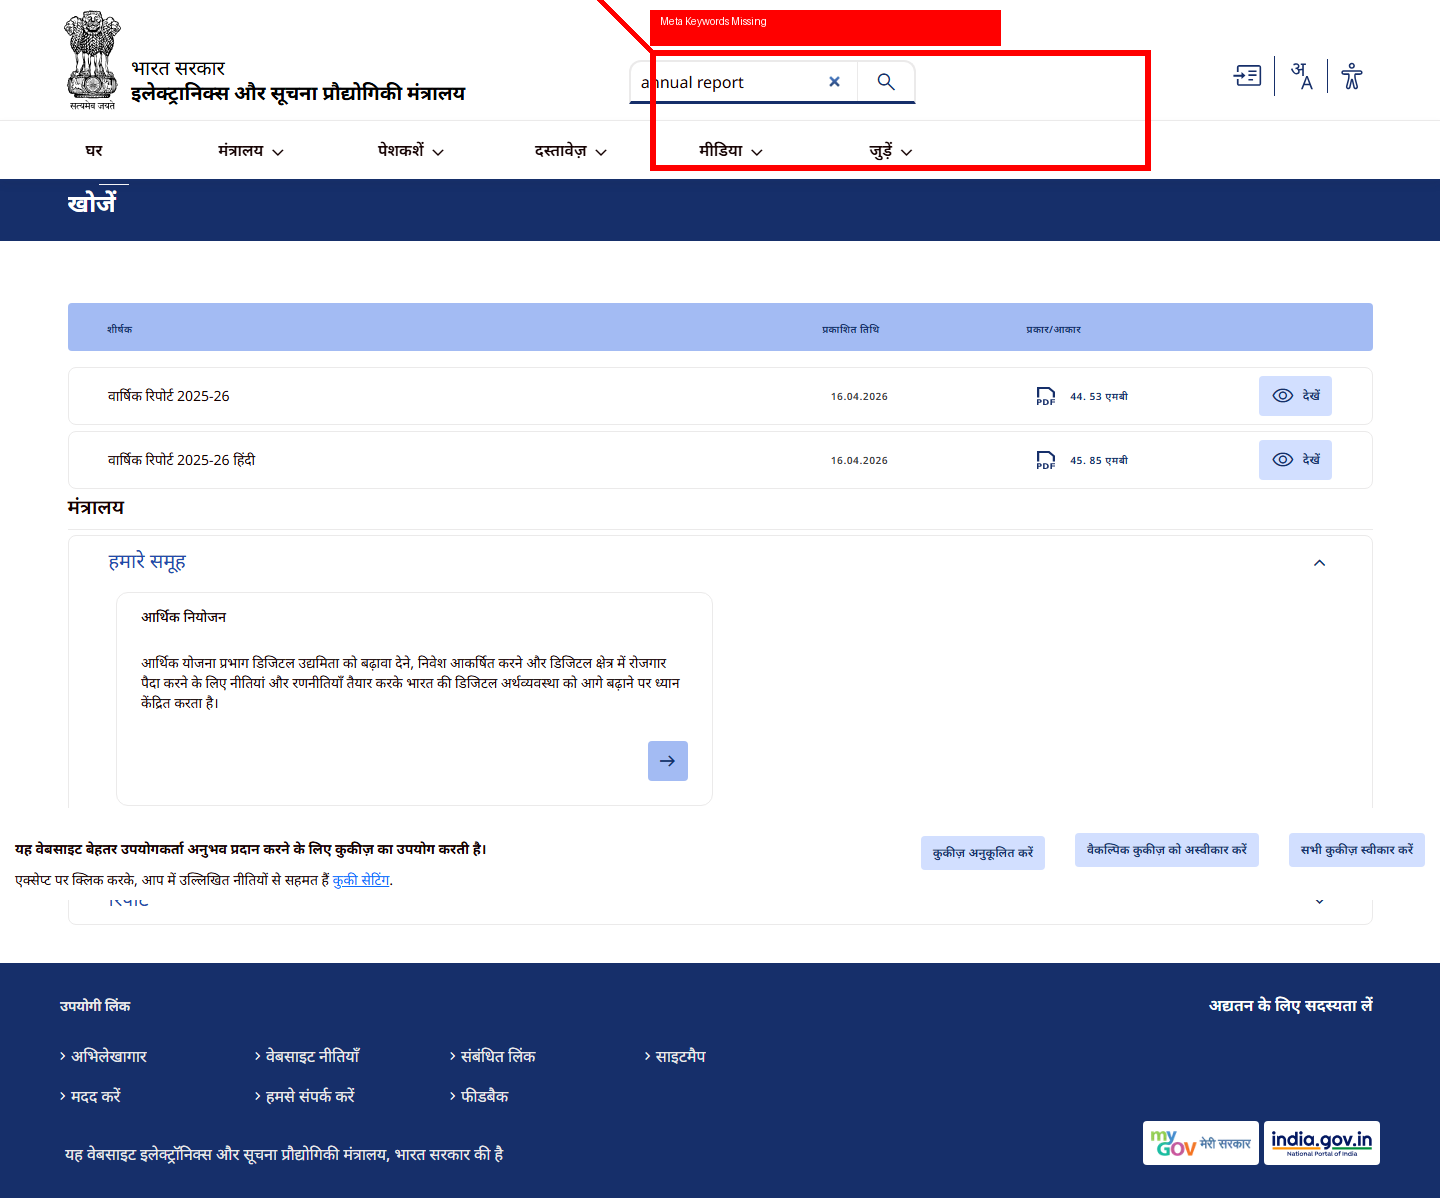 Meta Keywords Missing
सत्यमेव जयते
भारत सरकार
इलेक्ट्रानिक्स और सूचना प्रौद्योगिकी मंत्रालय
annual report
अ
A
घर
मंत्रालय
पेशकशें
दस्तावेज़
मीडिया
जुड़ें
खोजें
शीर्षक
प्रकाशित तिथि
प्रकार/आकार
वार्षिक रिपोर्ट 2025-26
16.04.2026
PDF
44. 53 एमबी
देखें
वार्षिक रिपोर्ट 2025-26 हिंदी
16.04.2026
PDF
45. 85 एमबी
देखें
मंत्रालय
हमारे समूह
आर्थिक नियोजन
आर्थिक योजना प्रभाग डिजिटल उद्यमिता को बढ़ावा देने, निवेश आकर्षित करने और डिजिटल क्षेत्र में रोजगार
पैदा करने के लिए नीतियां और रणनीतियाँ तैयार करके भारत की डिजिटल अर्थव्यवस्था को आगे बढ़ाने पर ध्यान
केंद्रित करता है।
यह वेबसाइट बेहतर उपयोगकर्ता अनुभव प्रदान करने के लिए कुकीज़ का उपयोग करती है।
एक्सेप्ट पर क्लिक करके, आप में उल्लिखित नीतियों से सहमत हैं कुकी सेटिंग.
कुकीज़ अनुकूलित करें
वैकल्पिक कुकीज़ को अस्वीकार करें
सभी कुकीज़ स्वीकार करें
उपयोगी लिंक
अद्यतन के लिए सदस्यता लें
अभिलेखागार
वेबसाइट नीतियाँ
संबंधित लिंक
साइटमैप
मदद करें
हमसे संपर्क करें
फीडबैक
यह वेबसाइट इलेक्ट्रॉनिक्स और सूचना प्रौद्योगिकी मंत्रालय, भारत सरकार की है
my
GOV मेरी सरकार
india.gov.in
National Portal of India